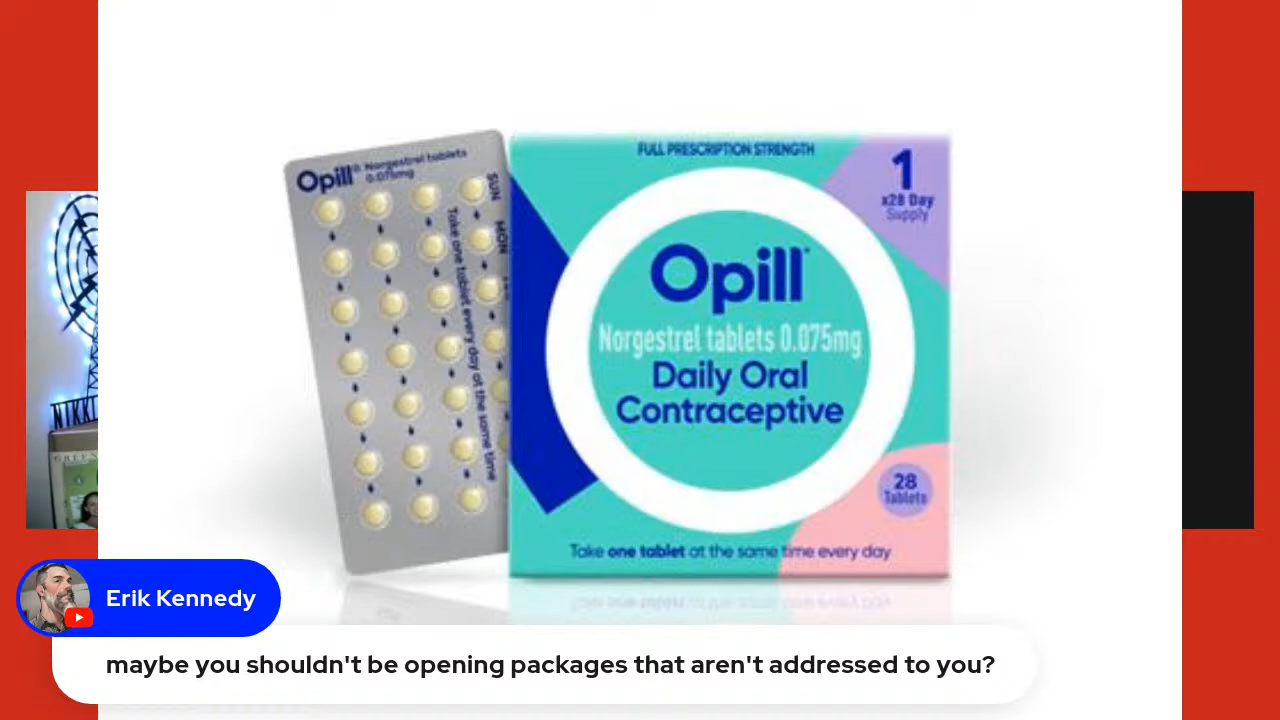 Opill® Norgestrel tablets
0.075mg
SUN
MON
Take one tablet every day at the same time
FULL PRESCRIPTION STRENGTH
1
x28 Day
Supply
Opill
Norgestrel tablets 0.075mg
Daily Oral
Contraceptive
28
Tablets
Take one tablet at the same time every day
NIKKI
GREEN
Erik Kennedy
maybe you shouldn't be opening packages that aren't addressed to you?